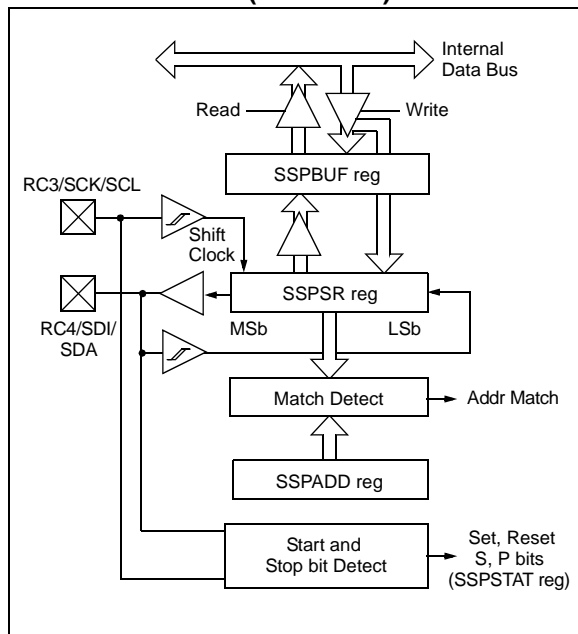 Internal
Data Bus
Read
Write
SSPBUF reg
RC3/SCK/SCL
Shift
Clock
SSPSR reg
MSb
LSb
RC4/SDI/
SDA
Match Detect
Addr Match
SSPADD reg
Start and
Stop bit Detect
Set, Reset
S, P bits
(SSPSTAT reg)